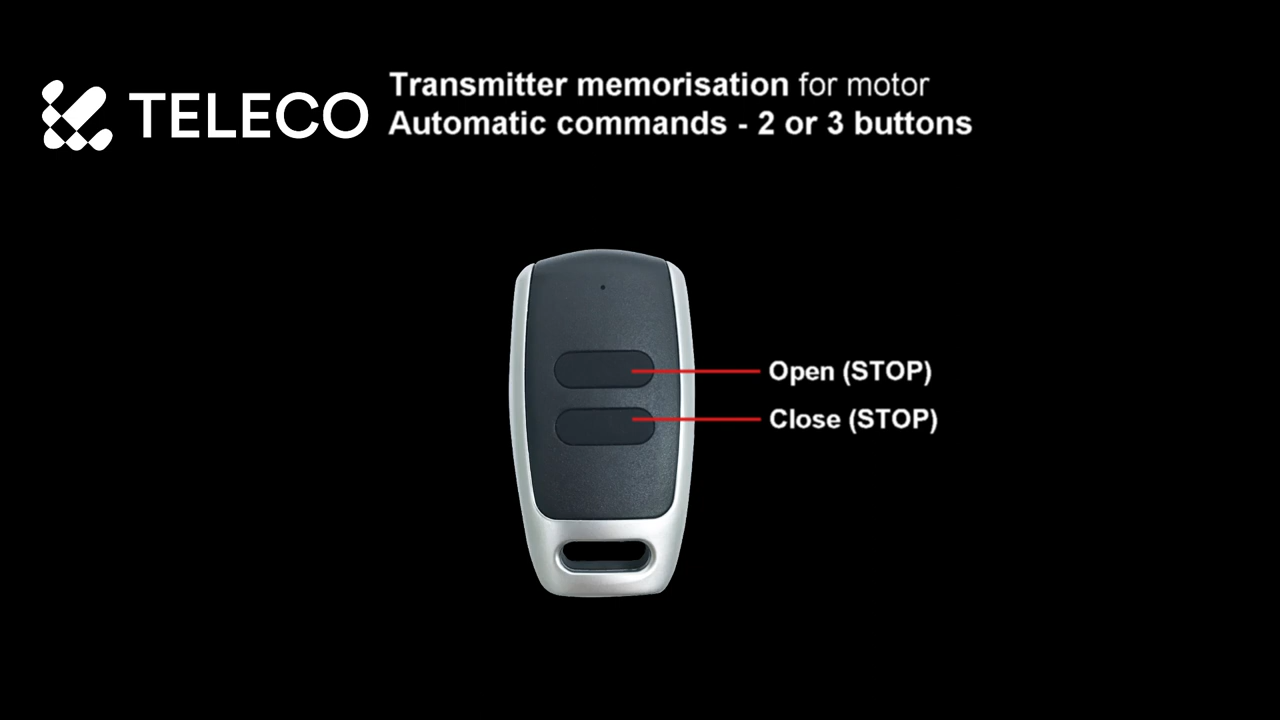 TELECO
Transmitter memorisation for motor
Automatic commands - 2 or 3 buttons
Open (STOP)
Close (STOP)